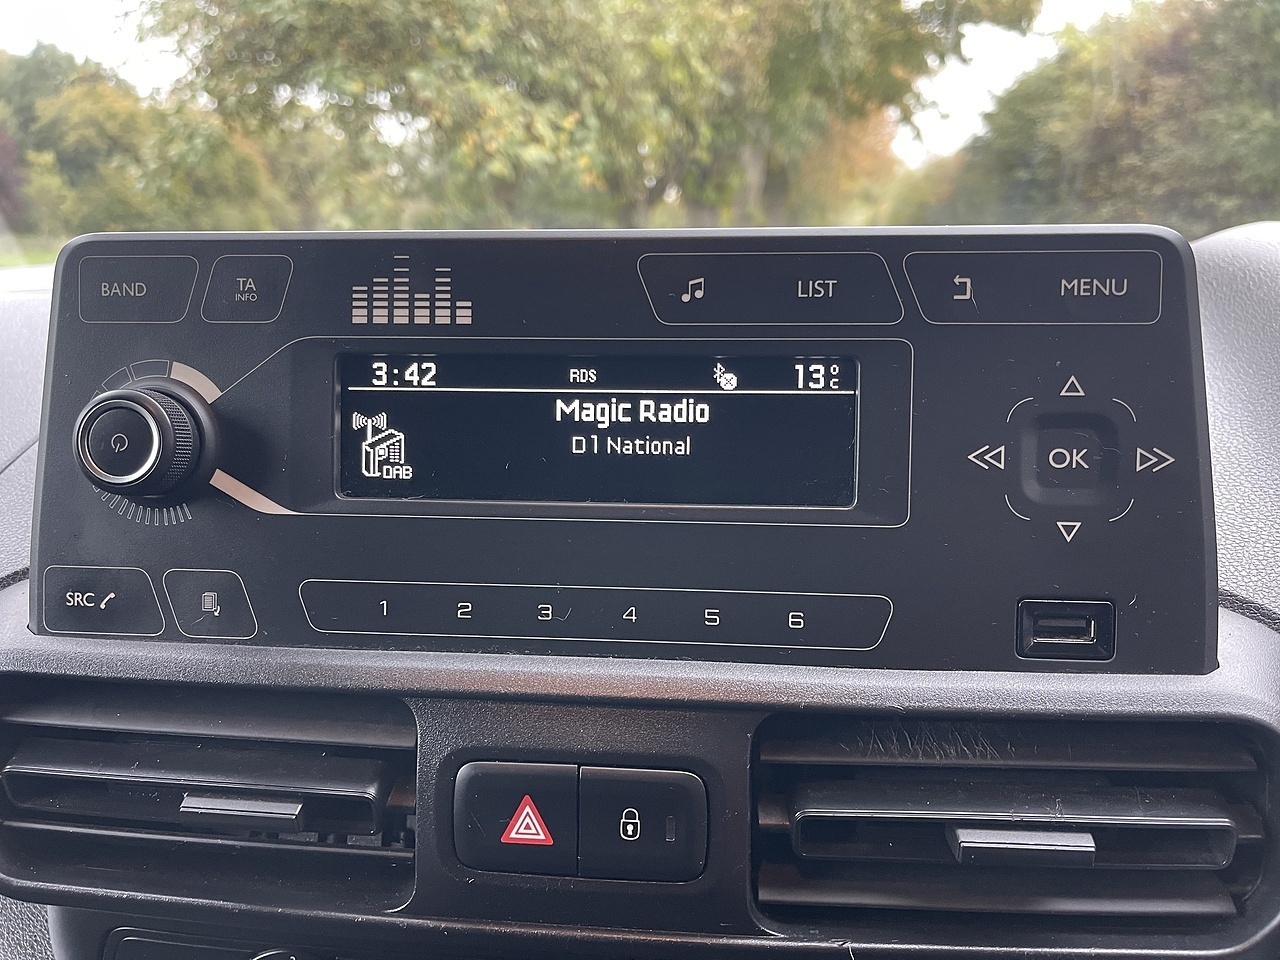 BAND
TA
INFO
LIST
MENU
3:42
RDS
13°C
Magic Radio
D1 National
DAB
OK
SRC
1 2 3 4 5 6